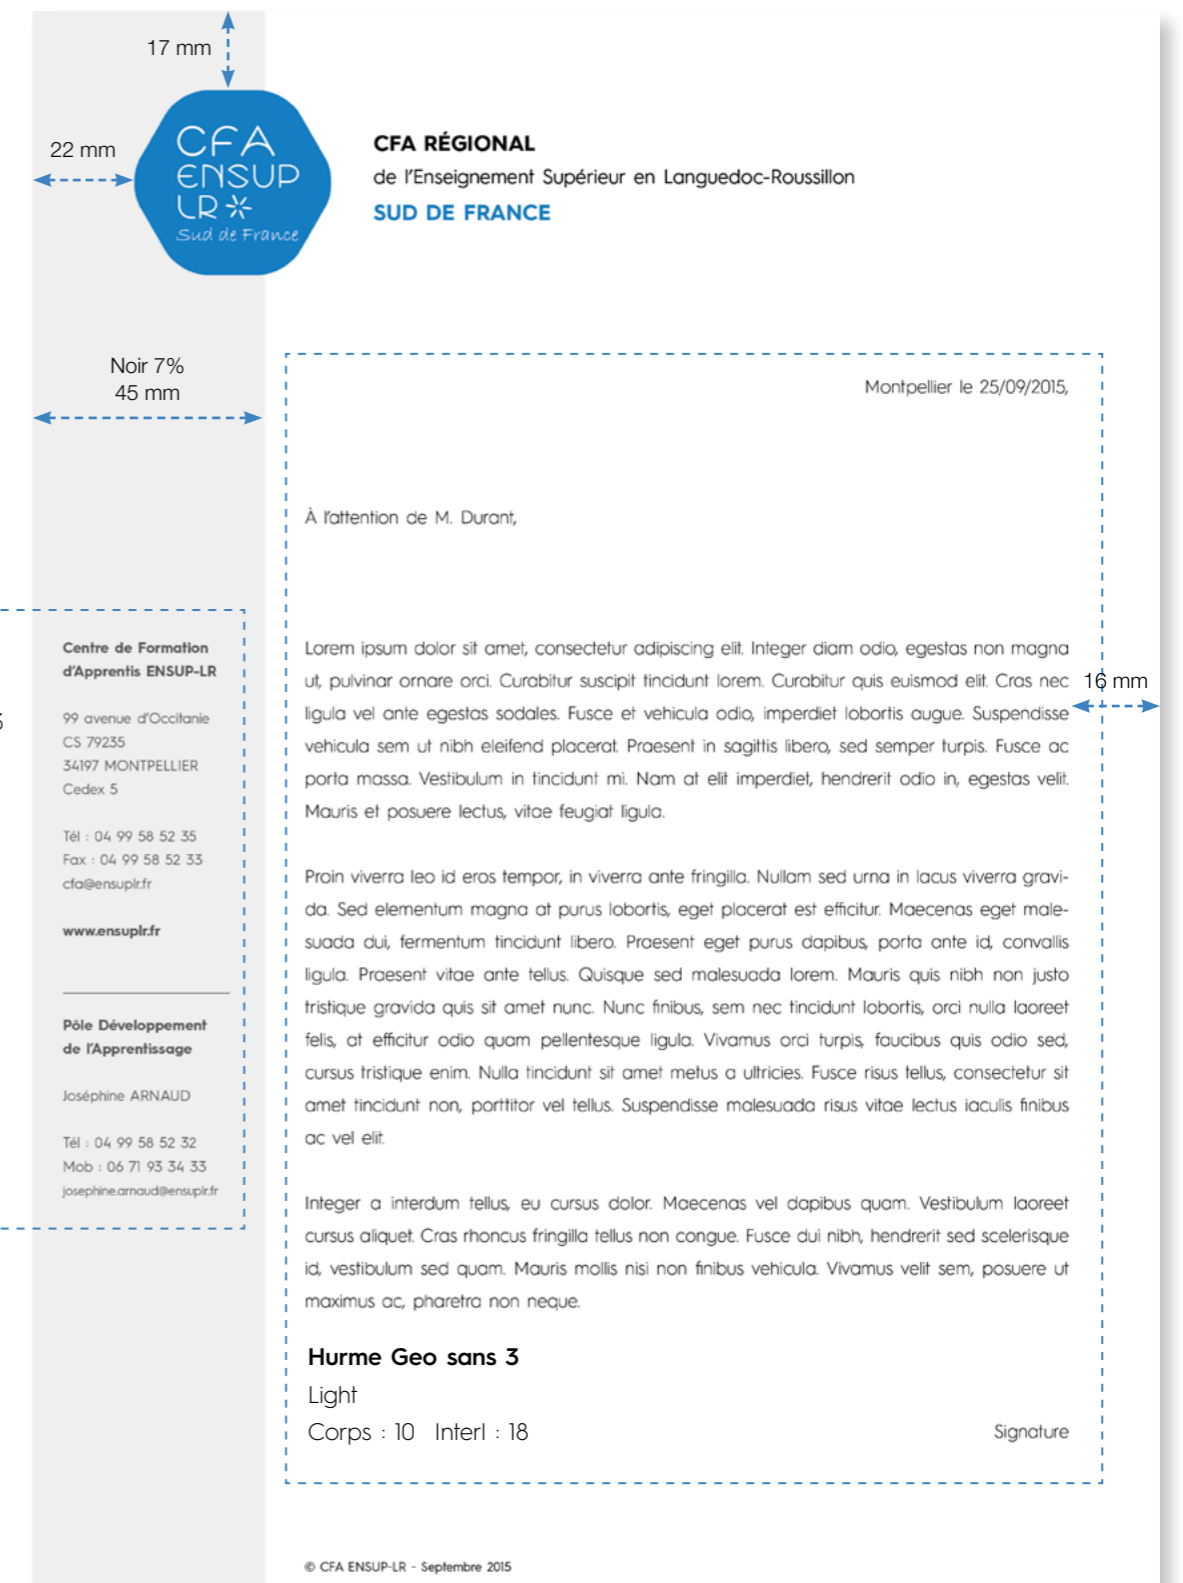 17 mm
22 mm
CFA
ENSUP
LR
Sud de France
CFA RÉGIONAL
de l'Enseignement Supérieur en Languedoc-Roussillon
SUD DE FRANCE
Noir 7%
45 mm
Montpellier le 25/09/2015,
À l'attention de M. Durant,
Centre de Formation
d'Apprentis ENSUP-LR
99 avenue d'Occitanie
CS 79235
34197 MONTPELLIER
Cedex 5
Tél : 04 99 58 52 35
Fax : 04 99 58 52 33
cfa@ensuplr.fr
www.ensuplr.fr
Pôle Développement
de l'Apprentissage
Joséphine ARNAUD
Tél : 04 99 58 52 32
Mob : 06 71 93 34 33
josephine.arnaud@ensuplr.fr
Lorem ipsum dolor sit amet, consectetur adipiscing elit. Integer diam odio, egestas non magna
ut, pulvinar ornare orci. Curabitur suscipit tincidunt lorem. Curabitur quis euismod elit. Cras nec
16 mm
ligula vel ante egestas sodales. Fusce et vehicula odio, imperdiet lobortis augue. Suspendisse
vehicula sem ut nibh eleifend placerat. Praesent in sagittis libero, sed semper turpis. Fusce ac
porta massa. Vestibulum in tincidunt mi. Nam at elit imperdiet, hendrerit odio in, egestas velit.
Mauris et posuere lectus, vitae feugiat ligula.
Proin viverra leo id eros tempor, in viverra ante fringilla. Nullam sed urna in lacus viverra gravi-
da. Sed elementum magna at purus lobortis, eget placerat est efficitur. Maecenas eget male-
suada dui, fermentum tincidunt libero. Praesent eget purus dapibus, porta ante id, convallis
ligula. Praesent vitae ante tellus. Quisque sed malesuada lorem. Mauris quis nibh non justo
tristique gravida quis sit amet nunc. Nunc finibus, sem nec tincidunt lobortis, orci nulla laoreet
felis, at efficitur odio quam pellentesque ligula. Vivamus orci turpis, faucibus quis odio sed,
cursus tristique enim. Nulla tincidunt sit amet metus a ultricies. Fusce risus tellus, consectetur sit
amet tincidunt non, porttitor vel tellus. Suspendisse malesuada risus vitae lectus iaculis finibus
ac vel elit.
Integer a interdum tellus, eu cursus dolor. Maecenas vel dapibus quam. Vestibulum laoreet
cursus aliquet. Cras rhoncus fringilla tellus non congue. Fusce dui nibh, hendrerit sed scelerisque
id, vestibulum sed quam. Mauris mollis nisi non finibus vehicula. Vivamus velit sem, posuere ut
maximus ac, pharetra non neque.
Hurme Geo sans 3
Light
Corps : 10 Interl : 18
Signature
© CFA ENSUP-LR - Septembre 2015